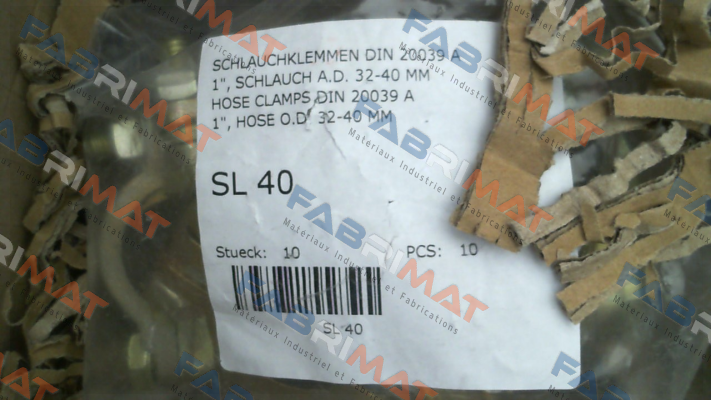 SCHLAUCHKLEMMEN DIN 20039 A
1", SCHLAUCH A.D. 32-40 MM
HOSE CLAMPS DIN 20039 A
1", HOSE O.D. 32-40 MM
SL 40
Stueck: 10 PCS: 10
SL 40
FABRIMAT
Matériaux Industriel et Fabrications